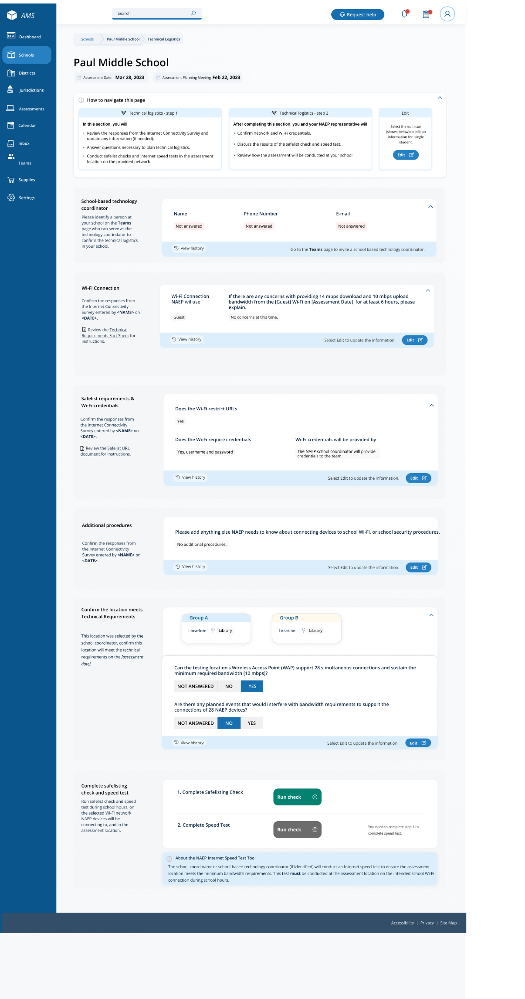 AMS
Search
Request help
Dashboard
Schools
Districts
Jurisdictions
Assessments
Calendar
Inbox
Teams
Supplies
Settings
Schools
Paul Middle School
Technical Logistics
Paul Middle School
Assessment Date Mar 28, 2023
Assessment Planning Meeting Feb 22, 2023
How to navigate this page
Technical logistics - step 1
In this section, you will
• Review the responses from the Internet Connectivity Survey and
update any information (if needed).
• Answer questions necessary to plan technical logistics.
• Conduct safelist checks and internet speed tests in the assessment
location on the provided network.
Technical logistics - step 2
After completing this section, you and your NAEP representative will
• Confirm network and Wi-Fi credentials.
• Discuss the results of the safelist check and speed test.
• Review how the assessment will be conducted at your school
Edit
Select the edit icon
(shown below) to edit an
information for single
student.
Edit
School-based technology
coordinator
Please identify a person at
your school on the Teams
page who can serve as the
technology coorindator to
confirm the technical logistics
in your school.
Name
Phone Number
E-mail
Not answered
Not answered
Not answered
View history
Go to the Teams page to invite a school based technology coordinator.
Wi-Fi Connection
Confirm the responses from
the Internet Connectivity
Survey entered by <NAME> on
<DATE>.
Review the Technical
Requirements Fact Sheet for
instructions.
Wi-Fi Connection
NAEP wil use
Guest
If there are any concerns with providing 14 mbps download and 10 mbps upload
bandwidth from the [Guest] Wi-Fi on [Assessment Date] for at least 6 hours, please
explain.
No concerns at this time.
View history
Select Edit to update the information.
Edit
Safelist requirements &
Wi-Fi credentials
Confirm the responses from
the Internet Connectivity
Survey entered by <NAME> on
<DATE>.
Review the Safelist URL
document for instructions.
Does the Wi-Fi restrict URLs
Yes
Does the Wi-Fi require credentials
Yes, username and password
Wi-Fi credentials will be provided by
The NAEP school coordinator will provide
credentials to the team.
View history
Select Edit to update the information.
Edit
Additional procedures
Confirm the responses from
the Internet Connectivity
Survey entered by <NAME> on
<DATE>.
Please add anything else NAEP needs to know about connecting devices to school Wi-Fi, or school security procedures.
No additional procedures.
View history
Select Edit to update the information.
Edit
Confirm the location meets
Technical Requirements
This location was selected by the
school coordinator, confirm this
location will meet the technical
requirements on the [assessment
date].
Group A
Location: Library
Group B
Location: Library
Can the testing location's Wireless Access Point (WAP) support 28 simultaneous connections and sustain the
minimum required bandwidth [10 mbps]?
NOT ANSWERED NO YES
Are there any planned events that would interfere with bandwidth requirements to support the
connections of 28 NAEP devices?
NOT ANSWERED NO YES
View history
Select Edit to update the information.
Edit
Complete safelisting
check and speed test
Run safelist check and speed
test during school hours, on
the selected Wi-Fi network
NAEP devices will be
connecting to, and in the
assessment location.
1. Complete Safelisting Check
Run check
2. Complete Speed Test
Run check
You need to complete step 1 to
complete speed test.
About the NAEP Internet Speed Test Tool
The school coordinator or school-based technology coordinator (if identified) will conduct an Internet speed test to ensure the assessment
location meets the minimum bandwidth requirements. This test must be conducted at the assessment location on the intended school Wi-Fi
connection during school hours.
Accessibility | Privacy | Site Map